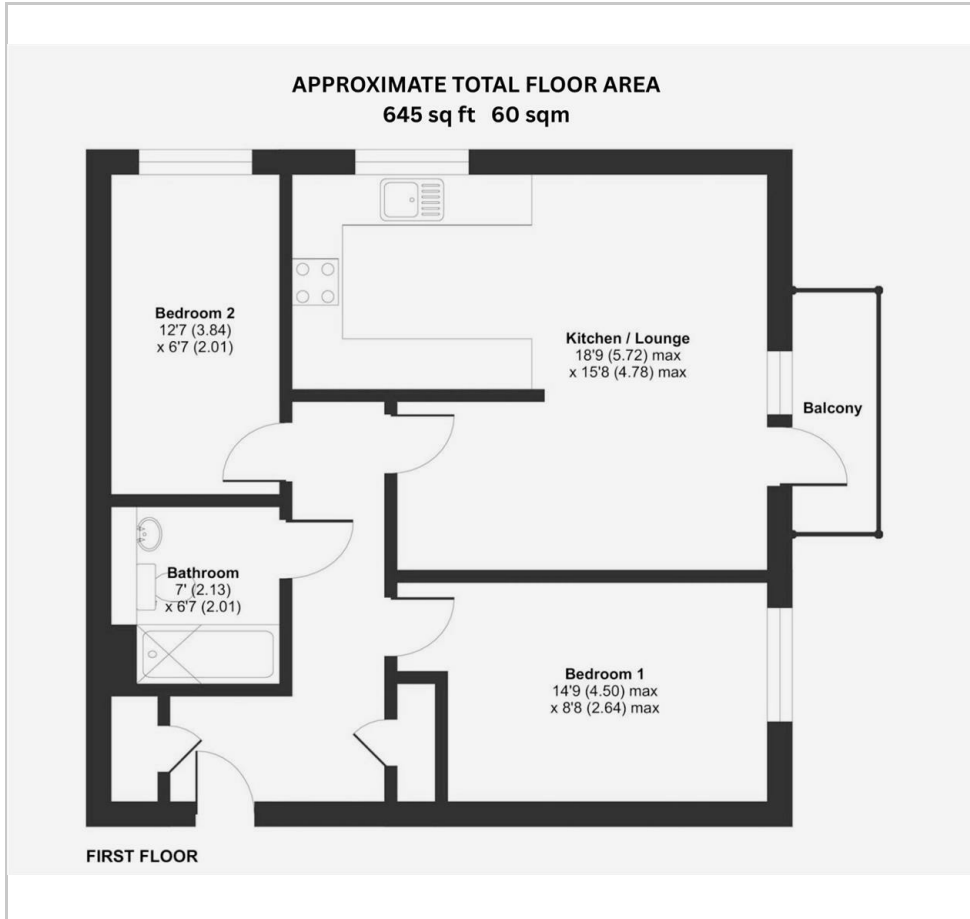 APPROXIMATE TOTAL FLOOR AREA
645 sq ft 60 sqm
Bedroom 2
12'7 (3.84)
x 6'7 (2.01)
Kitchen / Lounge
18'9 (5.72) max
x 15'8 (4.78) max
Balcony
Bathroom
7' (2.13)
x 6'7 (2.01)
Bedroom 1
14'9 (4.50) max
x 8'8 (2.64) max
FIRST FLOOR